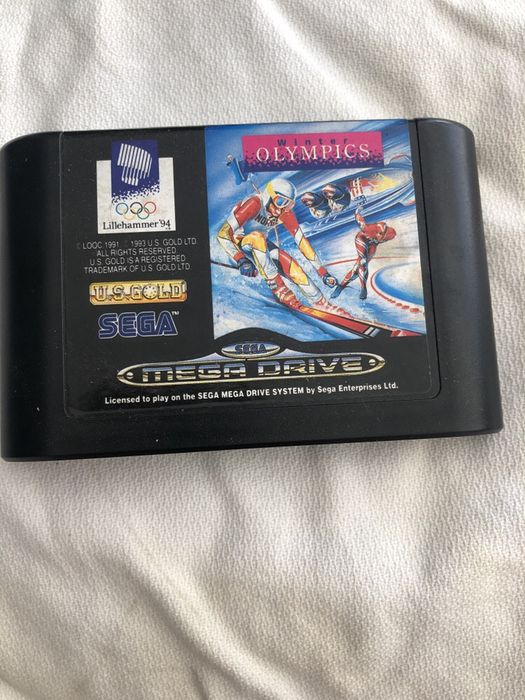 Winter
OLYMPICS
Lillehammer '94
© LOOC 1991. © 1993 U.S. GOLD LTD.
ALL RIGHTS RESERVED
U.S. GOLD IS A REGISTERED
TRADEMARK OF U.S. GOLD LTD.
U.S. GOLD
SEGA™
SEGA
MEGA DRIVE
Licensed to play on the SEGA MEGA DRIVE SYSTEM by Sega Enterprises Ltd.